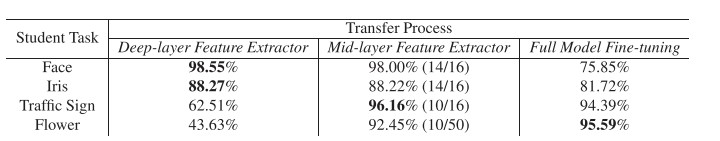 Student Task Transfer Process
Deep-layer Feature Extractor Mid-layer Feature Extractor Full Model Fine-tuning
Face 98.55% 98.00% (14/16) 75.85%
Iris 88.27% 88.22% (14/16) 81.72%
Traffic Sign 62.51% 96.16% (10/16) 94.39%
Flower 43.63% 92.45% (10/50) 95.59%